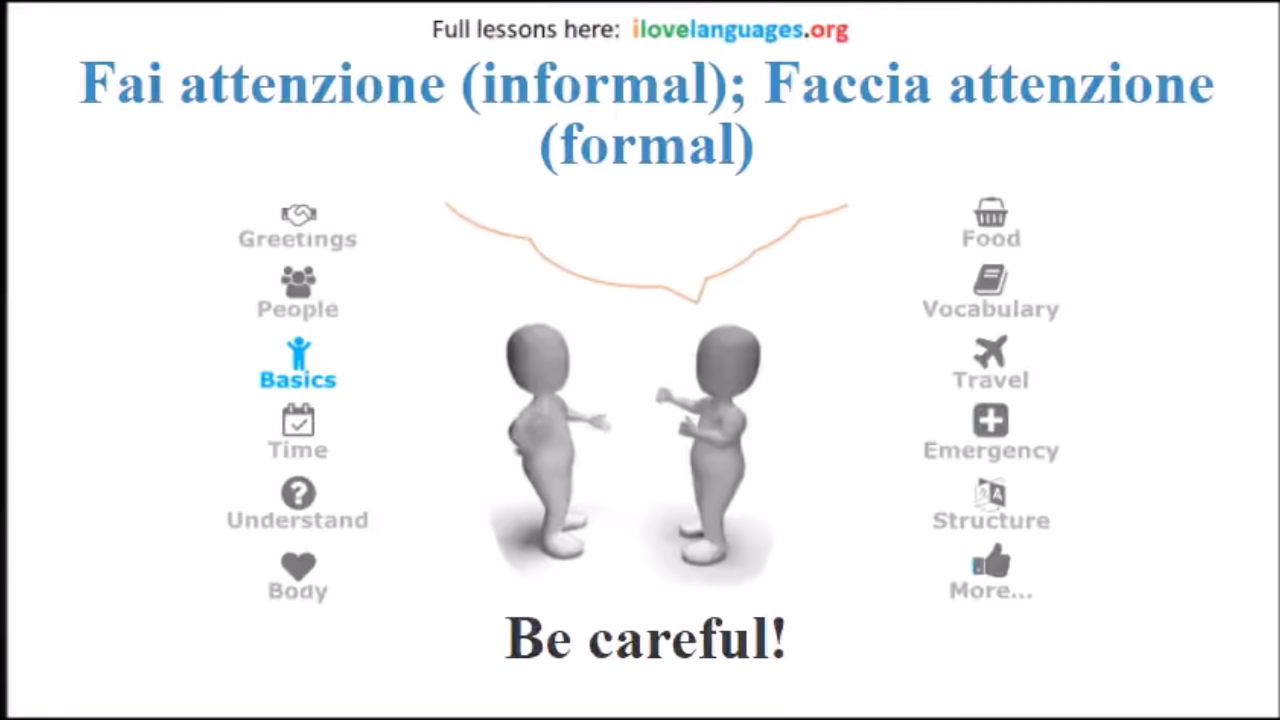 Full lessons here: ilovelanguages.org
Fai attenzione (informal); Faccia attenzione
(formal)
Greetings
People
Basics
Time
Understand
Body
Food
Vocabulary
Travel
Emergency
Structure
More...
Be careful!